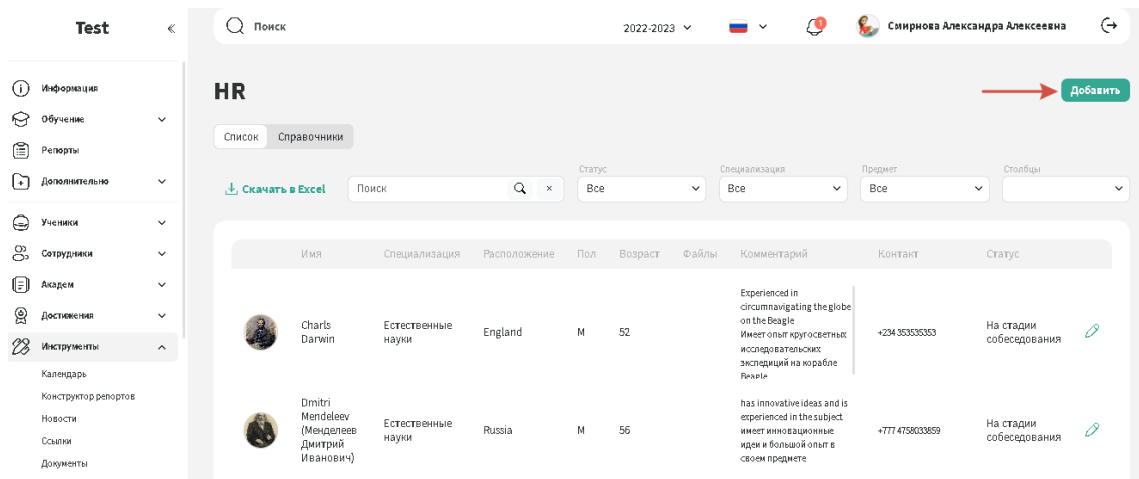 Test
«
Поиск
2022-2023
1
Смирнова Александра Алексеевна
Информация
Обучение
Репорты
Дополнительно
Ученики
Сотрудники
Академ
Достижения
Инструменты
Календарь
Конструктор репортов
Новости
Ссылки
Документы
HR
Добавить
Список Справочники
Скачать в Excel
Поиск
×
Статус
Все
Специализация
Все
Предмет
Все
Столбцы
Имя Специализация Расположение Пол Возраст Файлы Комментарий Контакт Статус
Charls
Darwin
Естественные
науки
England
М
52
Experienced in
circumnavigating the globe
on the Beagle
Имеет опыт кругосветных
исследовательских
экспедиций на корабле
Beagle
+234 353535353
На стадии
собеседования
Dmitri
Mendeleev
(Менделеев
Дмитрий
Иванович)
Естественные
науки
Russia
М
56
has innovative ideas and is
experienced in the subject
имеет инновационные
идеи и большой опыт в
своем предмете
+777 4758033859
На стадии
собеседования